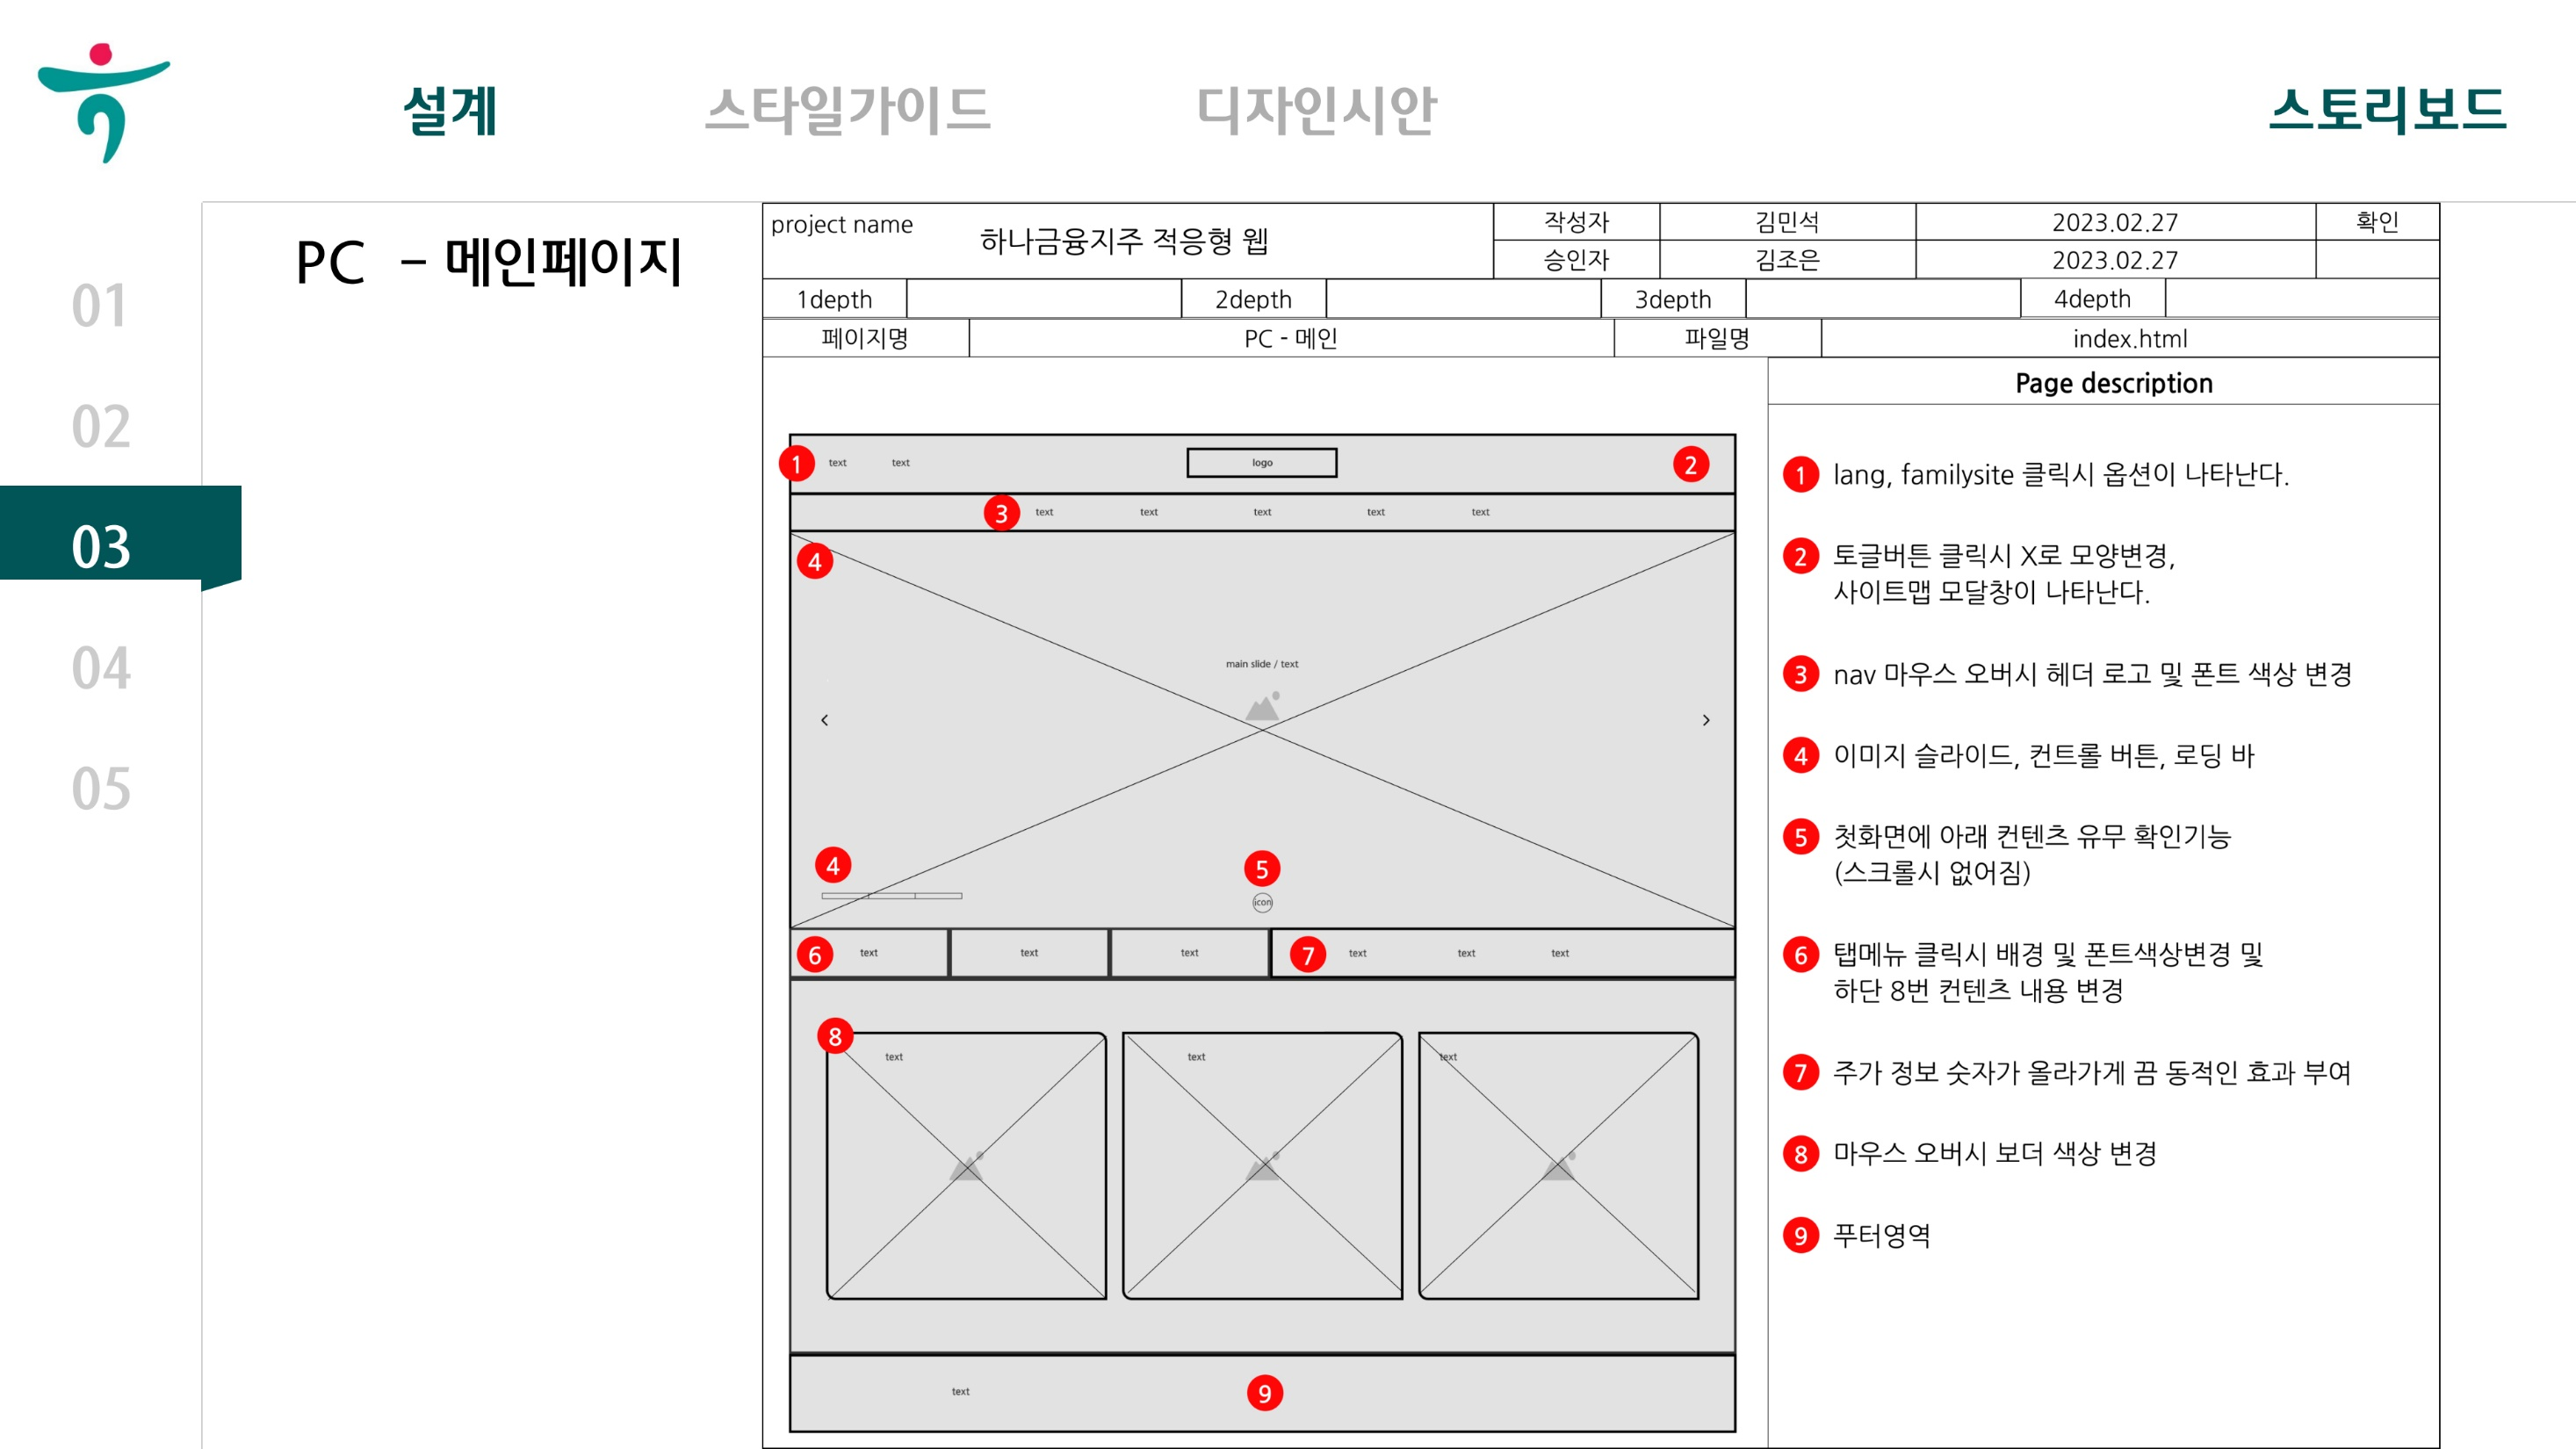 설계
스타일가이드
디자인시안
스토리보드
01
02
03
04
05
PC - 메인페이지
project name
하나금융지주 적응형 웹
작성자 김민석 2023.02.27 확인
승인자 김조은 2023.02.27
1depth 2depth 3depth 4depth
페이지명 PC - 메인 파일명 index.html
1 text text logo 2
3 text text text text text
4
main slide / text
4
5
icon
6 text text text 7 text text text
8
text text text
text 9
Page description
1 lang, familysite 클릭시 옵션이 나타난다.
2 토글버튼 클릭시 X로 모양변경,
사이트맵 모달창이 나타난다.
3 nav 마우스 오버시 헤더 로고 및 폰트 색상 변경
4 이미지 슬라이드, 컨트롤 버튼, 로딩 바
5 첫화면에 아래 컨텐츠 유무 확인기능
(스크롤시 없어짐)
6 탭메뉴 클릭시 배경 및 폰트색상변경 및
하단 8번 컨텐츠 내용 변경
7 주가 정보 숫자가 올라가게 끔 동적인 효과 부여
8 마우스 오버시 보더 색상 변경
9 푸터영역